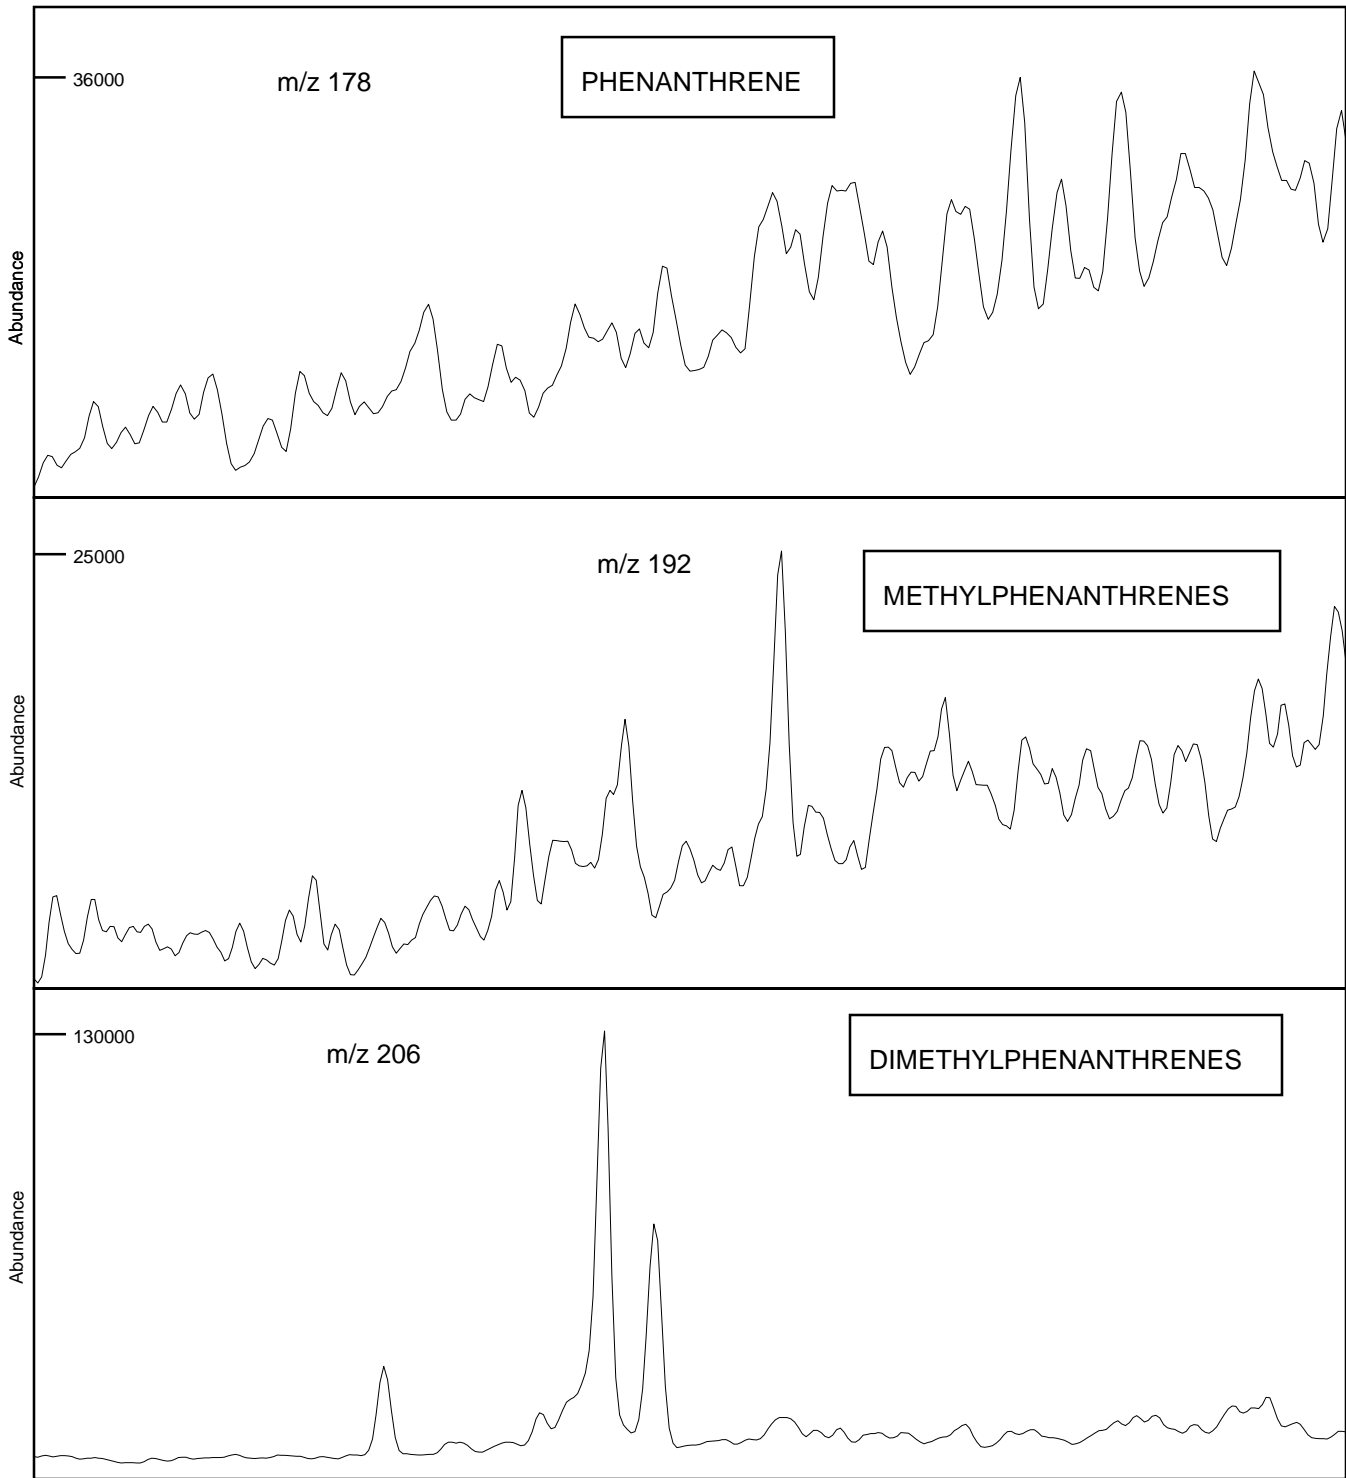 36000
m/z 178
PHENANTHRENE
Abundance
25000
m/z 192
METHYLPHENANTHRENES
Abundance
130000
m/z 206
DIMETHYLPHENANTHRENES
Abundance